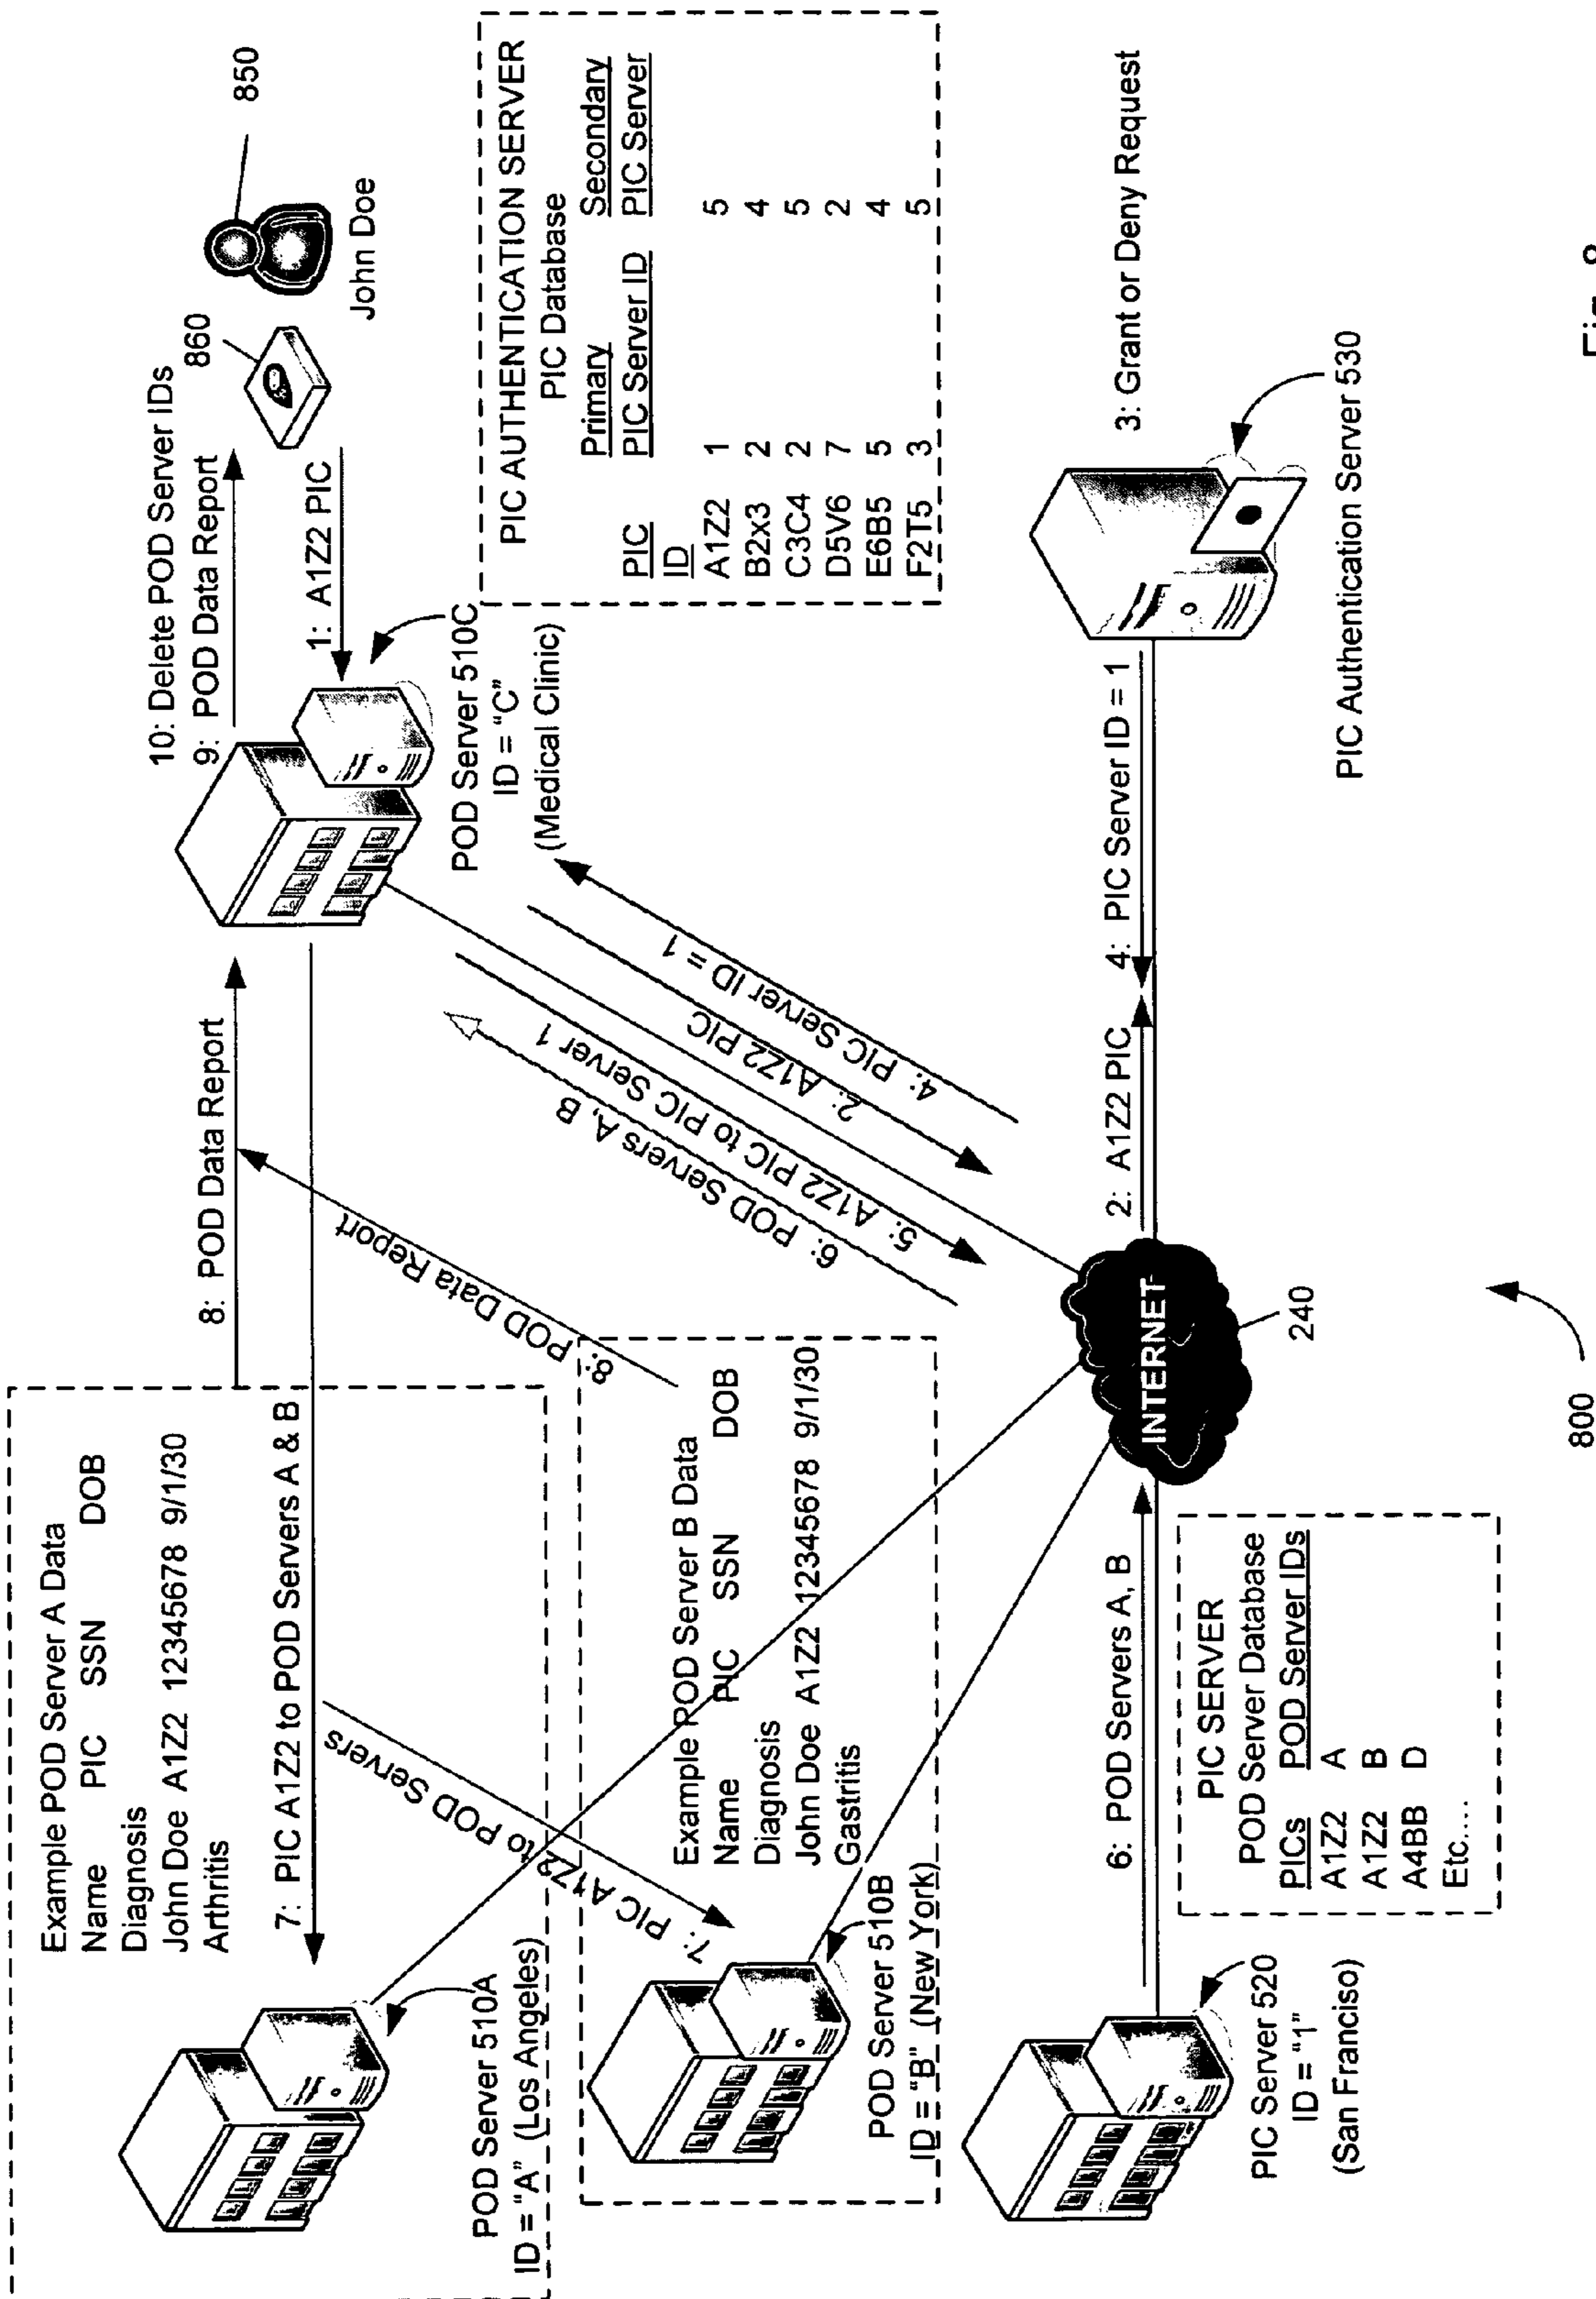 Example POD Server A Data
Name PIC SSN DOB
Diagnosis
John Doe A1Z2 12345678 9/1/30
Arthritis
7: PIC A1Z2 to POD Servers A & B
8: POD Data Report
POD Server 510A
ID = "A" (Los Angeles)
10: Delete POD Server IDs
9: POD Data Report
860
850
John Doe
1: A1Z2 PIC
POD Server 510C
ID = "C"
(Medical Clinic)
7: PIC A1Z2 to POD Servers
8: POD Data Report
Example POD Server B Data
Name PIC SSN DOB
Diagnosis
John Doe A1Z2 12345678 9/1/30
Gastritis
POD Server 510B
ID = "B" (New York)
6: POD Servers A, B
5: A1Z2 PIC to PIC Server 1
2: A1Z2 PIC
4: PIC Server ID = 1
PIC AUTHENTICATION SERVER
PIC Database
Primary Secondary
PIC PIC Server ID PIC Server
ID
A1Z2 1 5
B2x3 2 4
C3C4 2 5
D5V6 7 2
E6B5 5 4
F2T5 3 5
6: POD Servers A, B
INTERNET
240
2: A1Z2 PIC
4: PIC Server ID = 1
3: Grant or Deny Request
PIC Authentication Server 530
PIC Server 520
ID = "1"
(San Franciso)
PIC SERVER
POD Server Database
PICs POD Server IDs
A1Z2 A
A1Z2 B
A4BB D
Etc....
800
Fig. 8